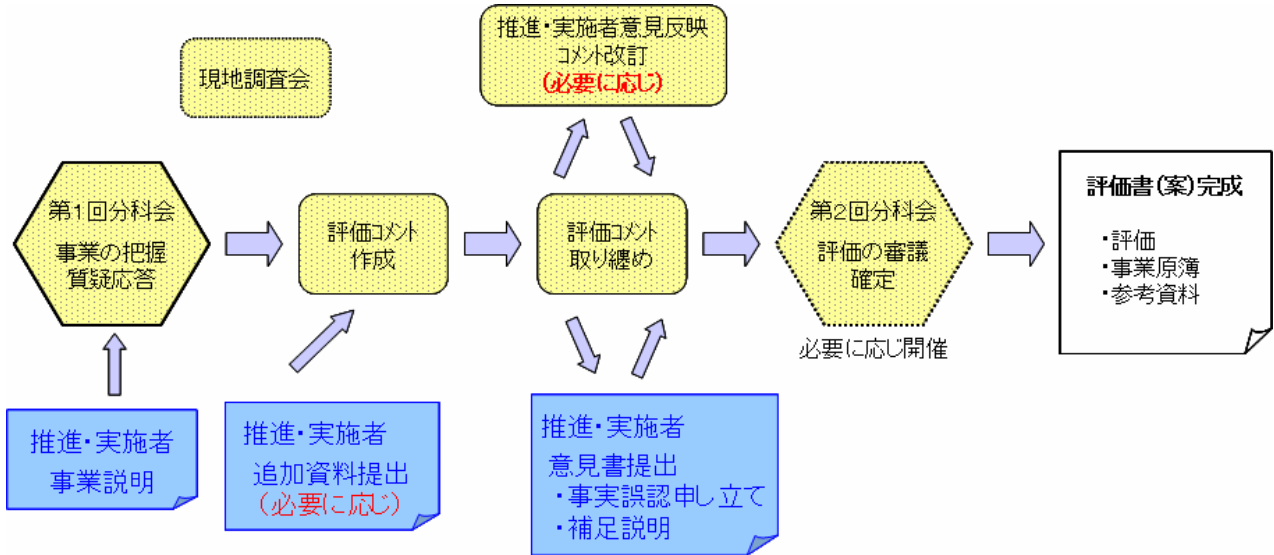 現地調査会
推進・実施者意見反映
コメント改訂
(必要に応じ)
第1回分科会
事業の把握
質疑応答
評価コメント
作成
評価コメント
取り纏め
第2回分科会
評価の審議
確定
必要に応じ開催
評価書(案)完成
・評価
・事業原簿
・参考資料
推進・実施者
事業説明
推進・実施者
追加資料提出
(必要に応じ)
推進・実施者
意見書提出
・事実誤認申し立て
・補足説明